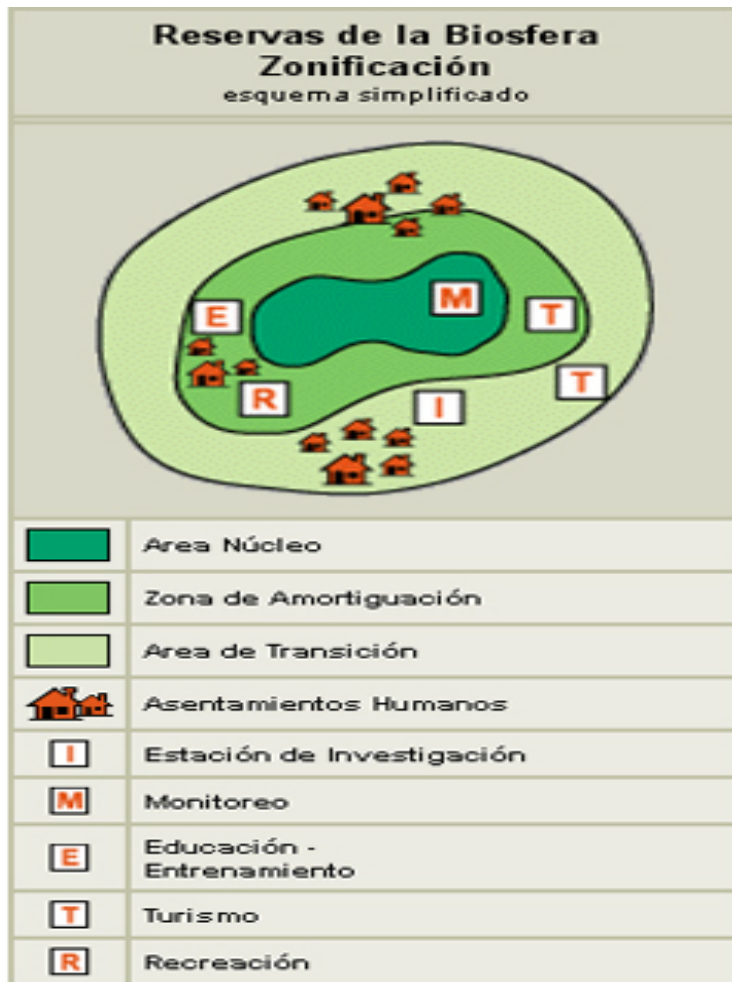 Reservas de la Biosfera
Zonificación
esquema simplificado
M
E
T
T
R
I
Area Núcleo
Zona de Amortiguación
Area de Transición
Asentamientos Humanos
I
Estación de Investigación
M
Monitoreo
E
Educación -
Entrenamiento
T
Turismo
R
Recreación